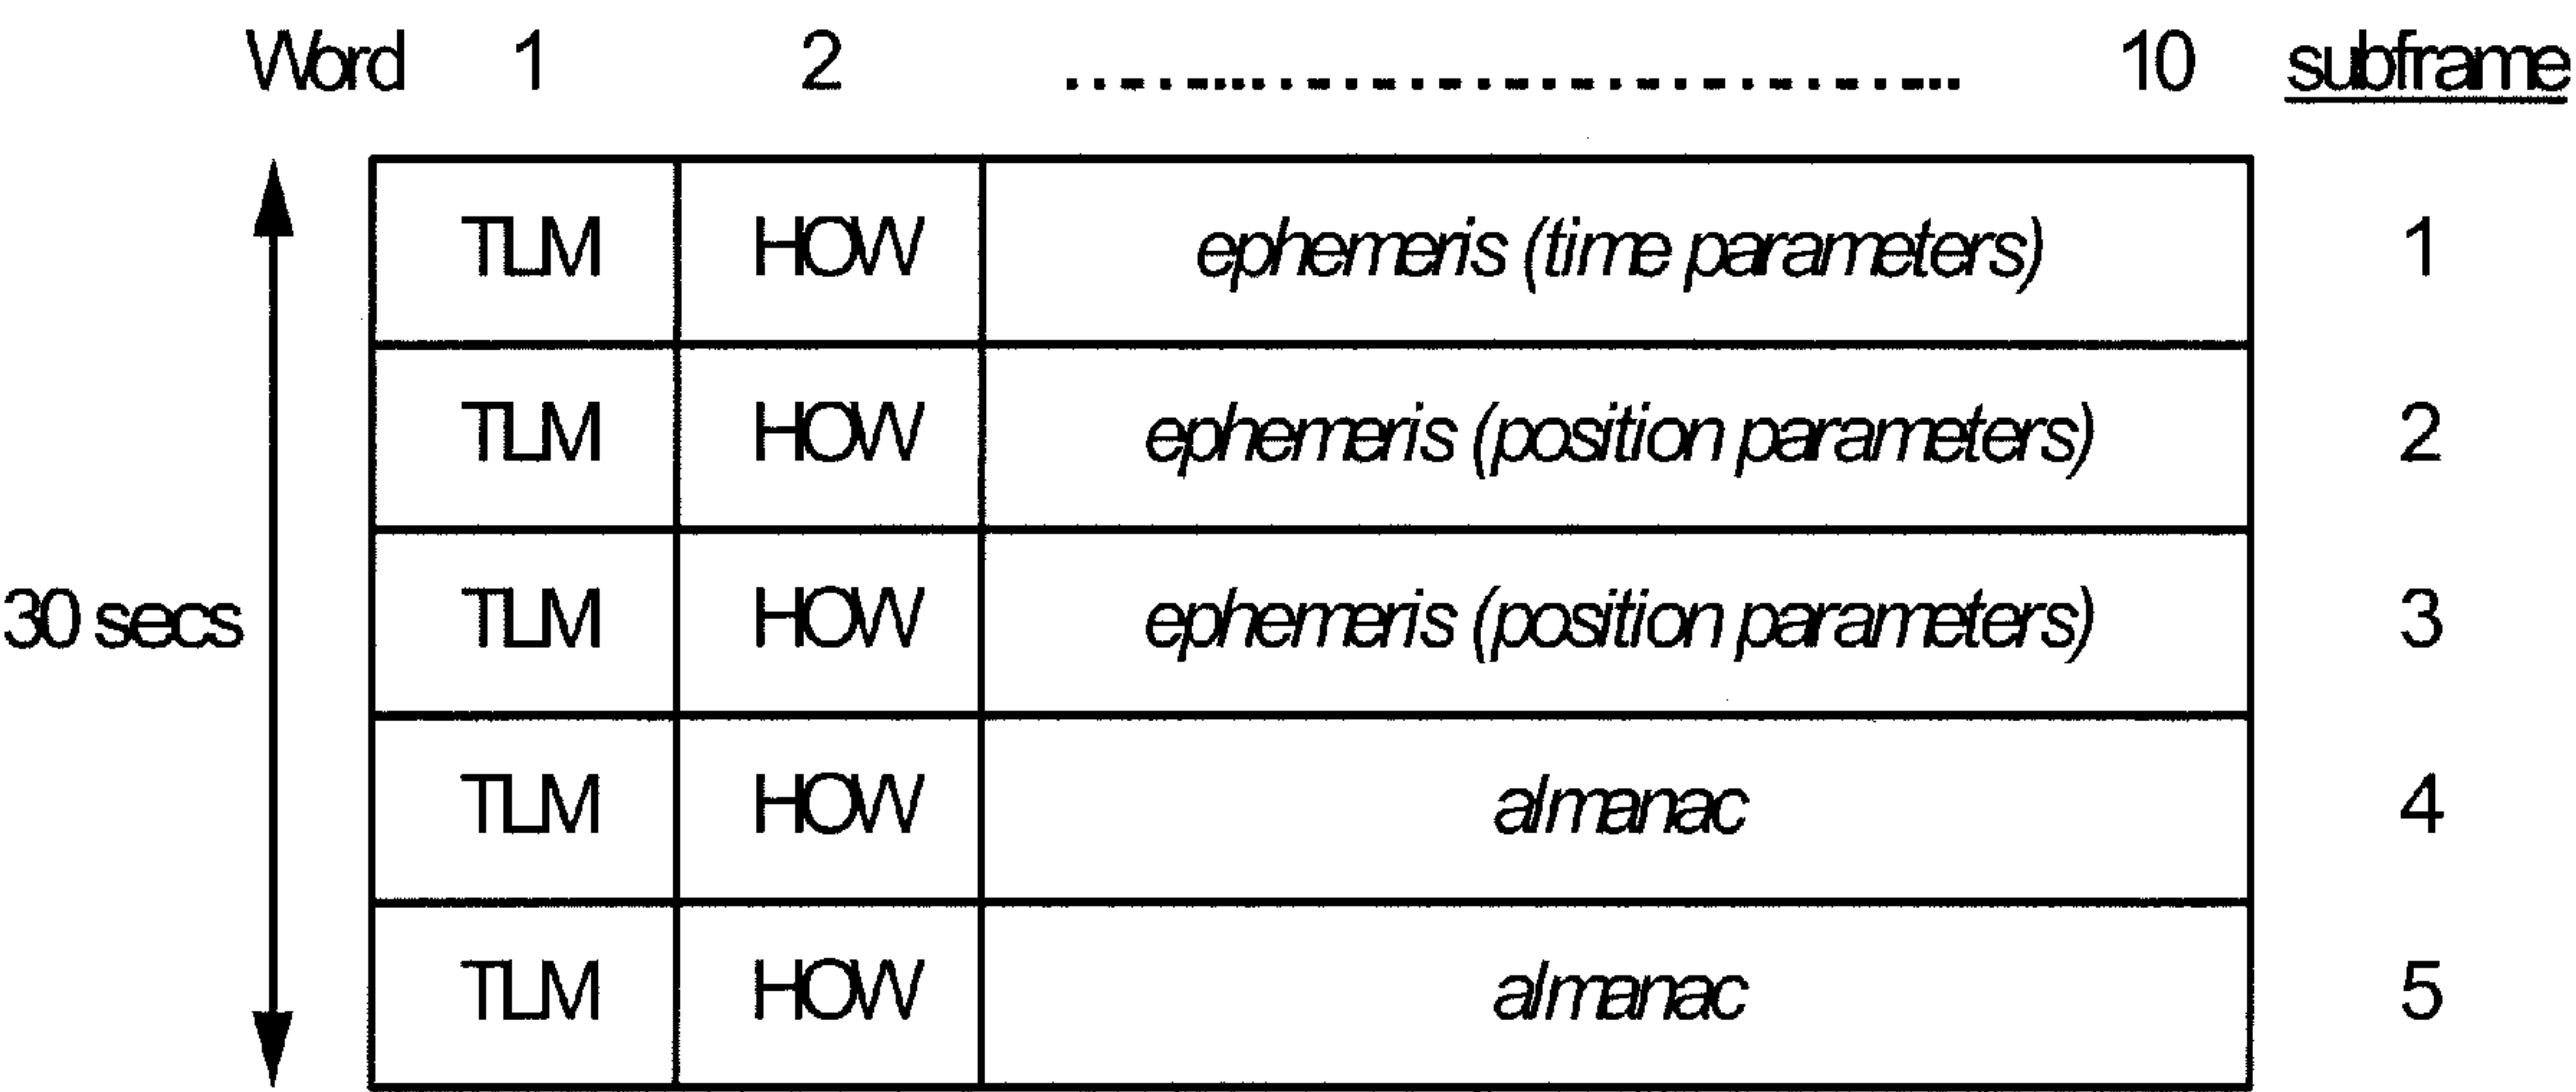 Word 1 2 ............................. 10 subframe
TLM HOW ephemeris (time parameters) 1
TLM HOW ephemeris (position parameters) 2
30 secs TLM HOW ephemeris (position parameters) 3
TLM HOW almanac 4
TLM HOW almanac 5